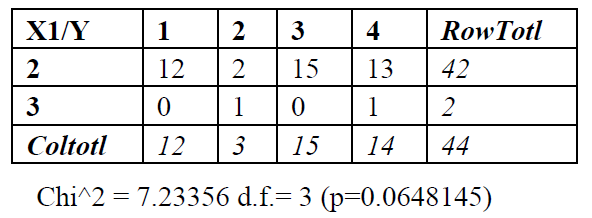 X1/Y 1 2 3 4 RowTotl
2 12 2 15 13 42
3 0 1 0 1 2
Coltotl 12 3 15 14 44
Chi^2 = 7.23356 d.f.= 3 (p=0.0648145)